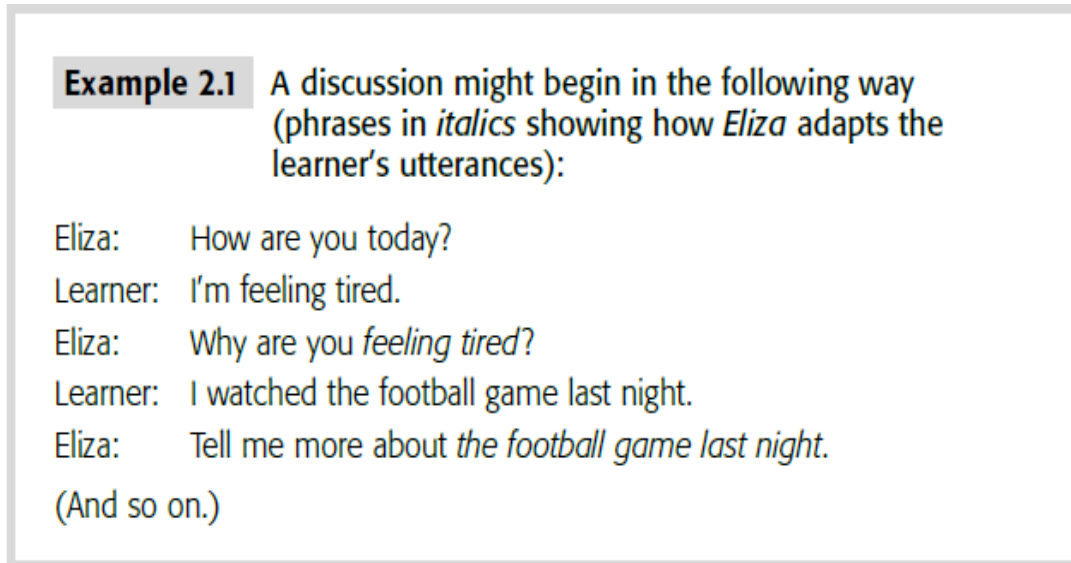 Example 2.1 A discussion might begin in the following way
(phrases in italics showing how Eliza adapts the
learner's utterances):
Eliza: How are you today?
Learner: I'm feeling tired.
Eliza: Why are you feeling tired?
Learner: I watched the football game last night.
Eliza: Tell me more about the football game last night.
(And so on.)